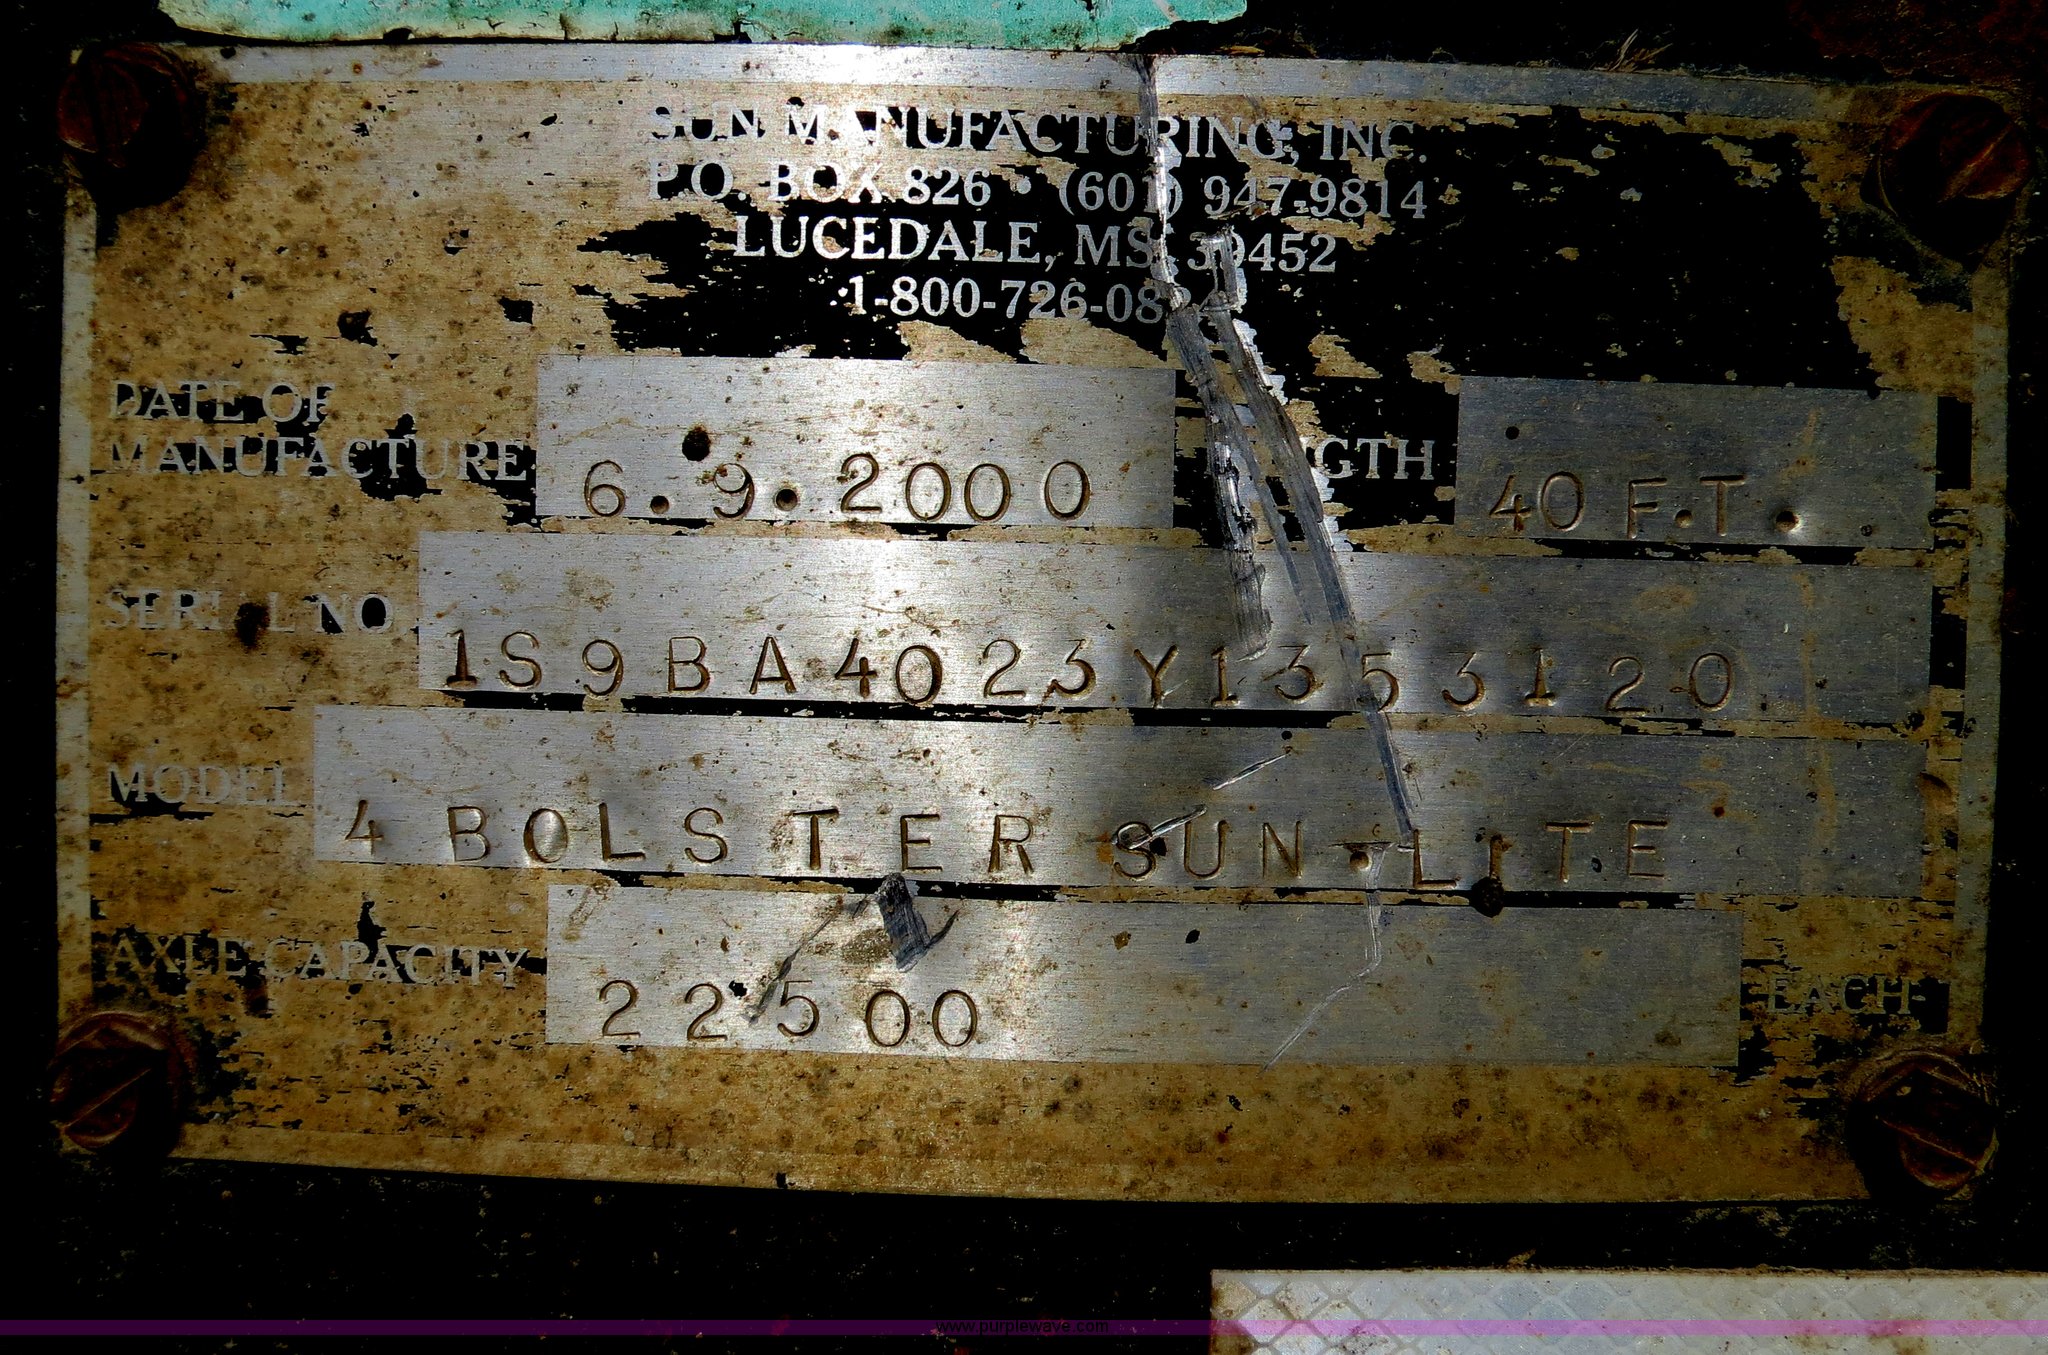 SUN MANUFACTURING, INC.
P.O. BOX 826 • (601) 947-9814
LUCEDALE, MS 39452
1-800-726-08
DATE OF
MANUFACTURE 6.9.2000 LENGTH 40 F.T.
SERIAL NO. 1S9BA4023Y1353120
MODEL 4 BOLSTER SUN·LITE
AXLE CAPACITY 22500 EACH
www.purplewave.com